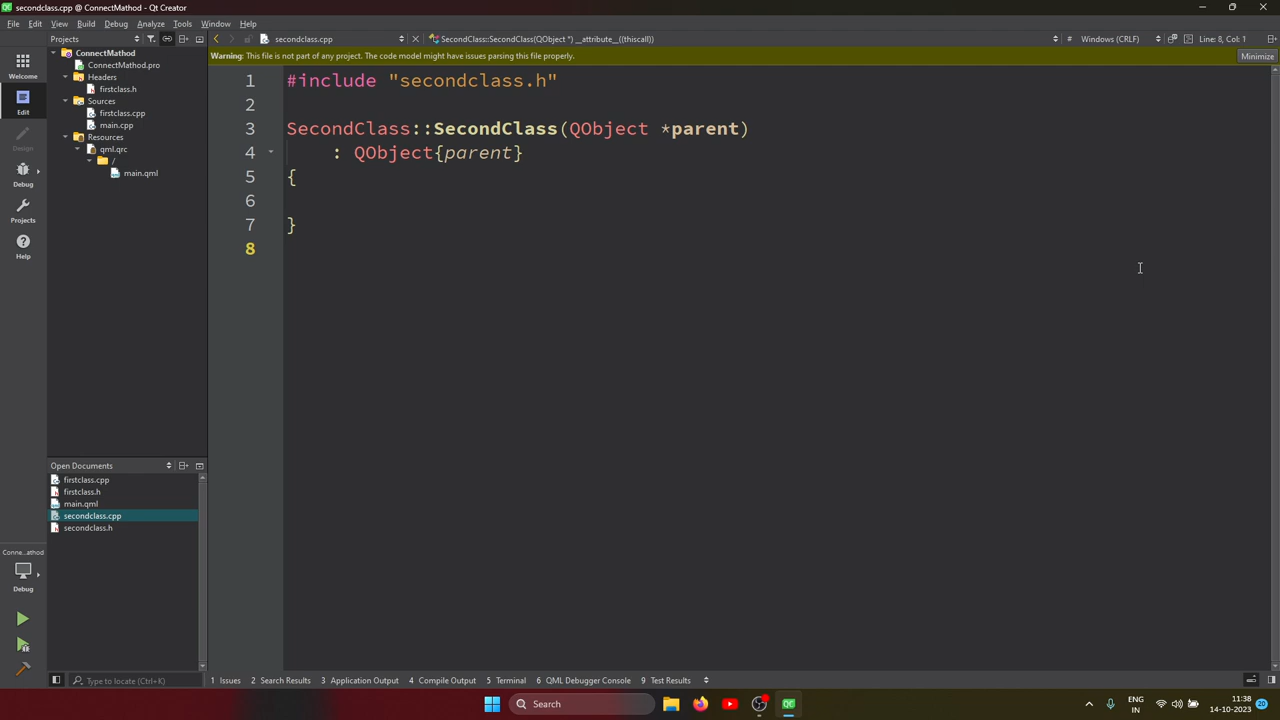 secondclass.cpp @ ConnectMathod - Qt Creator
File Edit View Build Debug Analyze Tools Window Help
Projects
secondclass.cpp
SecondClass::SecondClass(QObject *) __attribute__((thiscall))
#
Windows (CRLF)
Line: 8, Col: 1
Warning: This file is not part of any project. The code model might have issues parsing this file properly.
Minimize
Welcome
Edit
Design
Debug
Projects
Help
ConnectMathod
ConnectMathod.pro
Headers
firstclass.h
Sources
firstclass.cpp
main.cpp
Resources
qml.qrc
/
main.qml
1 #include "secondclass.h"
2
3 SecondClass::SecondClass(QObject *parent)
4 : QObject{parent}
5 {
6
7 }
8
Open Documents
firstclass.cpp
firstclass.h
main.qml
secondclass.cpp
secondclass.h
Conne...athod
Debug
Type to locate (Ctrl+K)
1 Issues 2 Search Results 3 Application Output 4 Compile Output 5 Terminal 6 QML Debugger Console 9 Test Results
Search
QC
ENG
IN
11:38
14-10-2023
20